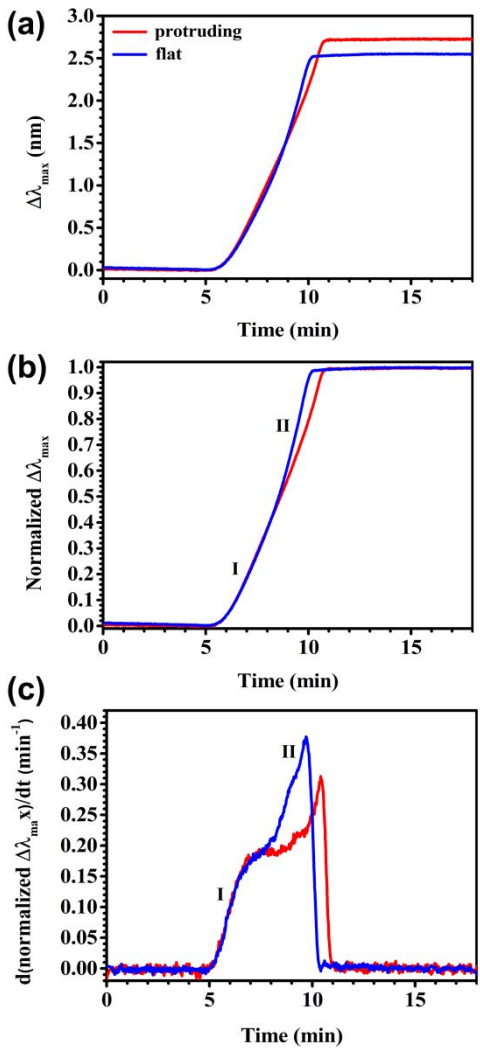 (a)
protruding
flat
3.0
2.5
2.0
1.5
1.0
0.5
0.0
Δλmax (nm)
0 5 10 15
Time (min)
(b)
1.0
0.9
0.8
0.7
0.6
0.5
0.4
0.3
0.2
0.1
0.0
Normalized Δλmax
II
I
0 5 10 15
Time (min)
(c)
0.40
0.35
0.30
0.25
0.20
0.15
0.10
0.05
0.00
d(normalized Δλmax)/dt (min-1)
II
I
0 5 10 15
Time (min)